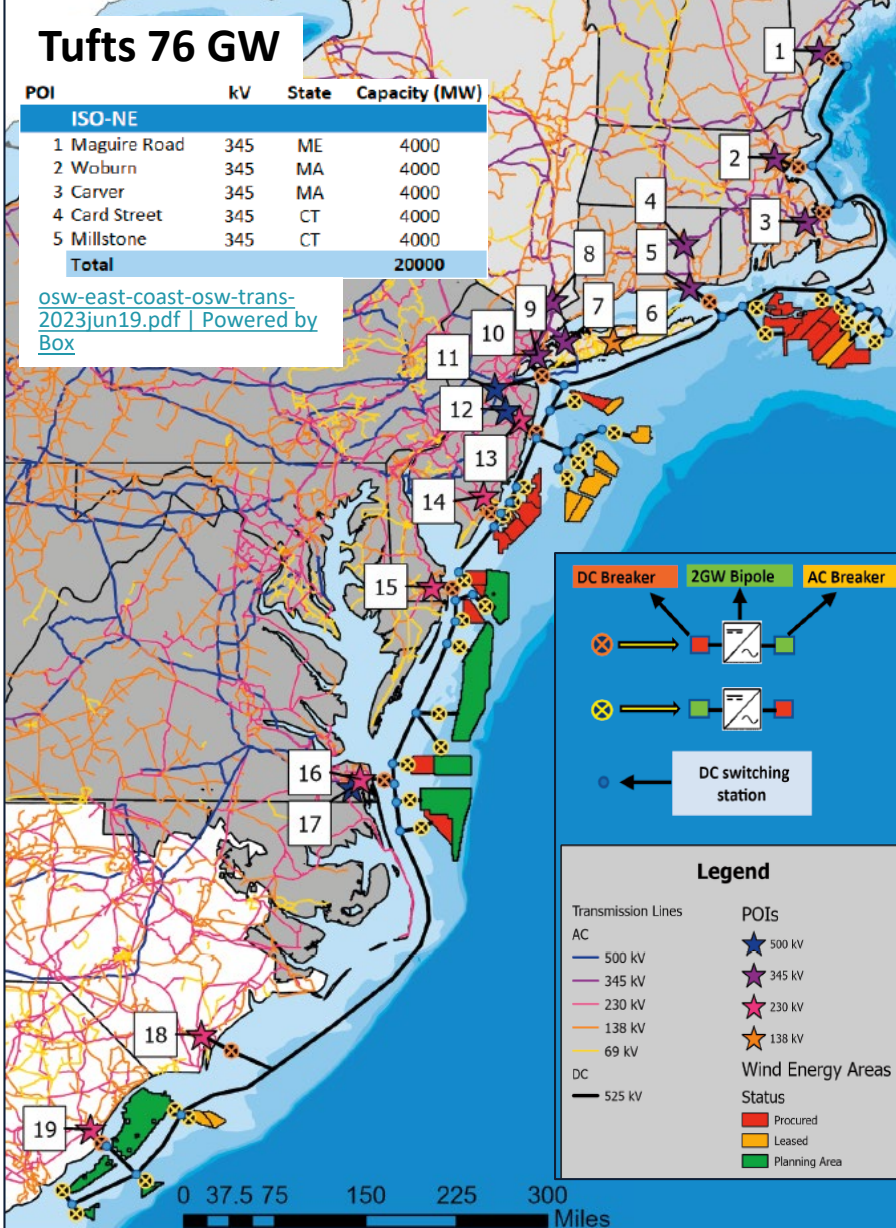 Tufts 76 GW
POI kV State Capacity (MW)
ISO-NE
1 Maguire Road 345 ME 4000
2 Woburn 345 MA 4000
3 Carver 345 MA 4000
4 Card Street 345 CT 4000
5 Millstone 345 CT 4000
Total 20000
osw-east-coast-osw-trans-
2023jun19.pdf | Powered by
Box
1
2
3
4
5
8
7
6
9
10
11
12
13
14
15
16
17
18
19
DC Breaker 2GW Bipole AC Breaker
DC switching
station
Legend
Transmission Lines
AC
500 kV
345 kV
230 kV
138 kV
69 kV
DC
525 kV
POIs
500 kV
345 kV
230 kV
138 kV
Wind Energy Areas
Status
Procured
Leased
Planning Area
0 37.5 75 150 225 300
Miles